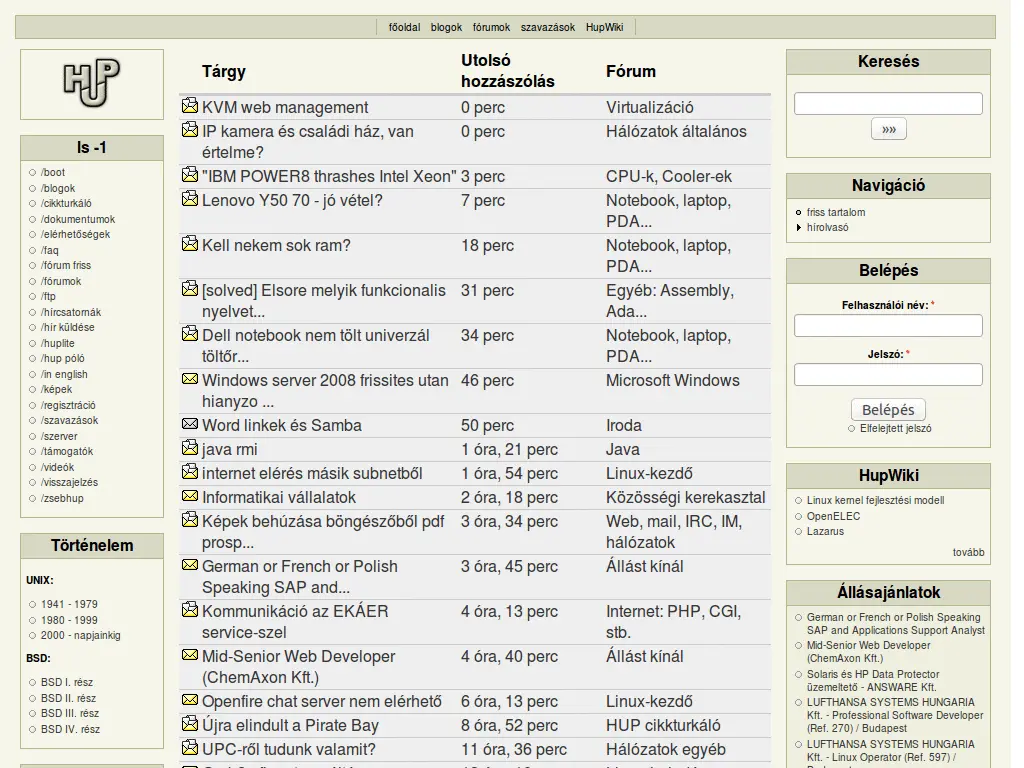 főoldal blogok fórumok szavazások HupWiki
HUP
ls -1
/boot
/blogok
/cikkturkáló
/dokumentumok
/elérhetőségek
/faq
/fórum friss
/fórumok
/ftp
/hírcsatornák
/hír küldése
/huplite
/hup póló
/in english
/képek
/regisztráció
/szavazások
/szerver
/támogatók
/videók
/visszajelzés
/zsebhup
Történelem
UNIX:
1941 - 1979
1980 - 1999
2000 - napjainkig
BSD:
BSD I. rész
BSD II. rész
BSD III. rész
BSD IV. rész
Tárgy Utolsó hozzászólás Fórum
KVM web management 0 perc Virtualizáció
IP kamera és családi ház, van 0 perc Hálózatok általános
értelme?
"IBM POWER8 thrashes Intel Xeon" 3 perc CPU-k, Cooler-ek
Lenovo Y50 70 - jó vétel? 7 perc Notebook, laptop,
PDA...
Kell nekem sok ram? 18 perc Notebook, laptop,
PDA...
[solved] Elsore melyik funkcionalis 31 perc Egyéb: Assembly,
nyelvet... Ada...
Dell notebook nem tölt univerzál 34 perc Notebook, laptop,
töltőr... PDA...
Windows server 2008 frissites utan 46 perc Microsoft Windows
hianyzo ...
Word linkek és Samba 50 perc Iroda
java rmi 1 óra, 21 perc Java
internet elérés másik subnetből 1 óra, 54 perc Linux-kezdő
Informatikai vállalatok 2 óra, 18 perc Közösségi kerekasztal
Képek behúzása böngészőből pdf 3 óra, 34 perc Web, mail, IRC, IM,
prosp... hálózatok
German or French or Polish 3 óra, 45 perc Állást kínál
Speaking SAP and...
Kommunikáció az EKÁER 4 óra, 13 perc Internet: PHP, CGI,
service-szel stb.
Mid-Senior Web Developer 4 óra, 40 perc Állást kínál
(ChemAxon Kft.)
Openfire chat server nem elérhető 6 óra, 13 perc Linux-kezdő
Újra elindult a Pirate Bay 8 óra, 52 perc HUP cikkturkáló
UPC-ről tudunk valamit? 11 óra, 36 perc Hálózatok egyéb
Keresés
»»
Navigáció
friss tartalom
hírolvasó
Belépés
Felhasználói név: *
Jelszó: *
Belépés
Elfelejtett jelszó
HupWiki
Linux kernel fejlesztési modell
OpenELEC
Lazarus
tovább
Állásajánlatok
German or French or Polish Speaking
SAP and Applications Support Analyst
Mid-Senior Web Developer
(ChemAxon Kft.)
Solaris és HP Data Protector
üzemeltető - ANSWARE Kft.
LUFTHANSA SYSTEMS HUNGARIA
Kft. - Professional Software Developer
(Ref. 270) / Budapest
LUFTHANSA SYSTEMS HUNGARIA
Kft. - Linux Operator (Ref. 597) /